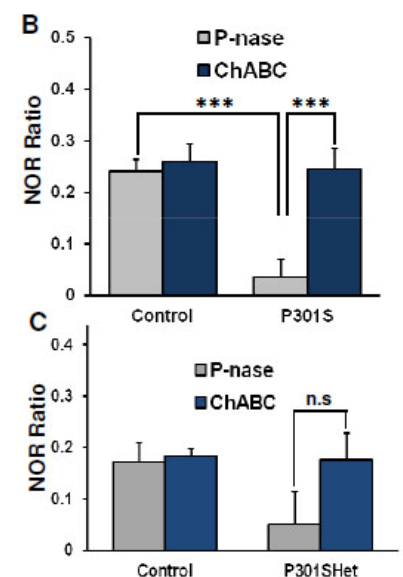 B
0.5
P-nase
ChABC
0.4
*** ***
0.3
0.2
0.1
0
NOR Ratio
Control P301S
C
0.4
P-nase
0.3
ChABC
n.s
0.2
0.1
0
NOR Ratio
Control P301SHet